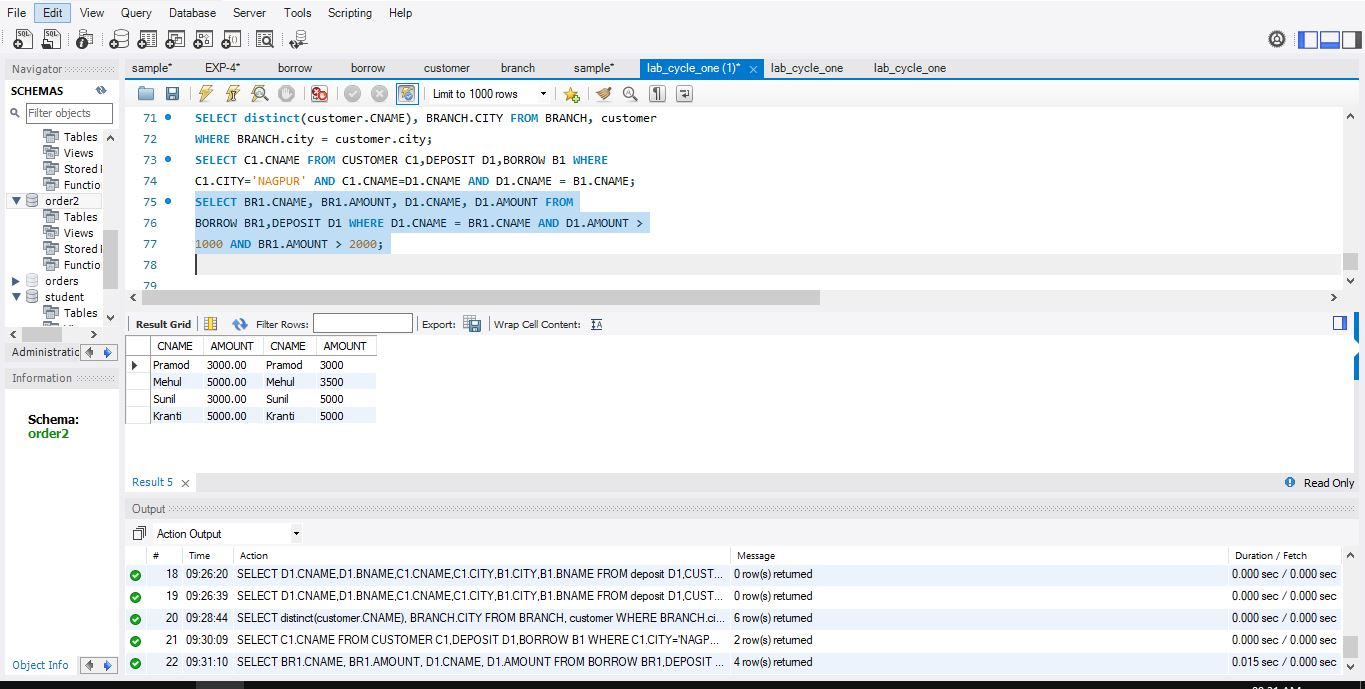 File Edit View Query Database Server Tools Scripting Help
Navigator
SCHEMAS
Filter objects
Tables
Views
Stored
Functio
order2
Tables
Views
Stored
Functio
orders
student
Tables
Administratio
Information
Schema:
order2
Object Info
sample* EXP-4* borrow borrow customer branch sample* lab_cycle_one (1)* lab_cycle_one lab_cycle_one
Limit to 1000 rows
71 SELECT distinct(customer.CNAME), BRANCH.CITY FROM BRANCH, customer
72 WHERE BRANCH.city = customer.city;
73 SELECT C1.CNAME FROM CUSTOMER C1,DEPOSIT D1,BORROW B1 WHERE
74 C1.CITY='NAGPUR' AND C1.CNAME=D1.CNAME AND D1.CNAME = B1.CNAME;
75 SELECT BR1.CNAME, BR1.AMOUNT, D1.CNAME, D1.AMOUNT FROM
76 BORROW BR1,DEPOSIT D1 WHERE D1.CNAME = BR1.CNAME AND D1.AMOUNT >
77 1000 AND BR1.AMOUNT > 2000;
78
79
Result Grid Filter Rows: Export: Wrap Cell Content:
CNAME AMOUNT CNAME AMOUNT
Pramod 3000.00 Pramod 3000
Mehul 5000.00 Mehul 3500
Sunil 3000.00 Sunil 5000
Kranti 5000.00 Kranti 5000
Result 5 Read Only
Output
Action Output
# Time Action Message Duration / Fetch
18 09:26:20 SELECT D1.CNAME,D1.BNAME,C1.CNAME,C1.CITY,B1.CITY,B1.BNAME FROM deposit D1,CUST... 0 row(s) returned 0.000 sec / 0.000 sec
19 09:26:39 SELECT D1.CNAME,D1.BNAME,C1.CNAME,C1.CITY,B1.CITY,B1.BNAME FROM deposit D1,CUST... 0 row(s) returned 0.000 sec / 0.000 sec
20 09:28:44 SELECT distinct(customer.CNAME), BRANCH.CITY FROM BRANCH, customer WHERE BRANCH.ci... 6 row(s) returned 0.000 sec / 0.000 sec
21 09:30:09 SELECT C1.CNAME FROM CUSTOMER C1,DEPOSIT D1,BORROW B1 WHERE C1.CITY='NAGP... 2 row(s) returned 0.000 sec / 0.000 sec
22 09:31:10 SELECT BR1.CNAME, BR1.AMOUNT, D1.CNAME, D1.AMOUNT FROM BORROW BR1,DEPOSIT ... 4 row(s) returned 0.015 sec / 0.000 sec